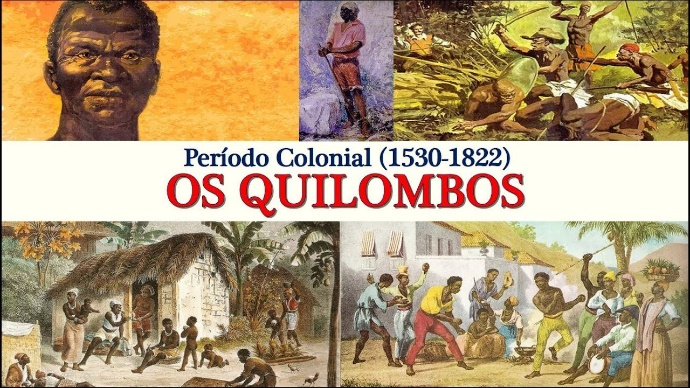 Período Colonial (1530-1822)
OS QUILOMBOS